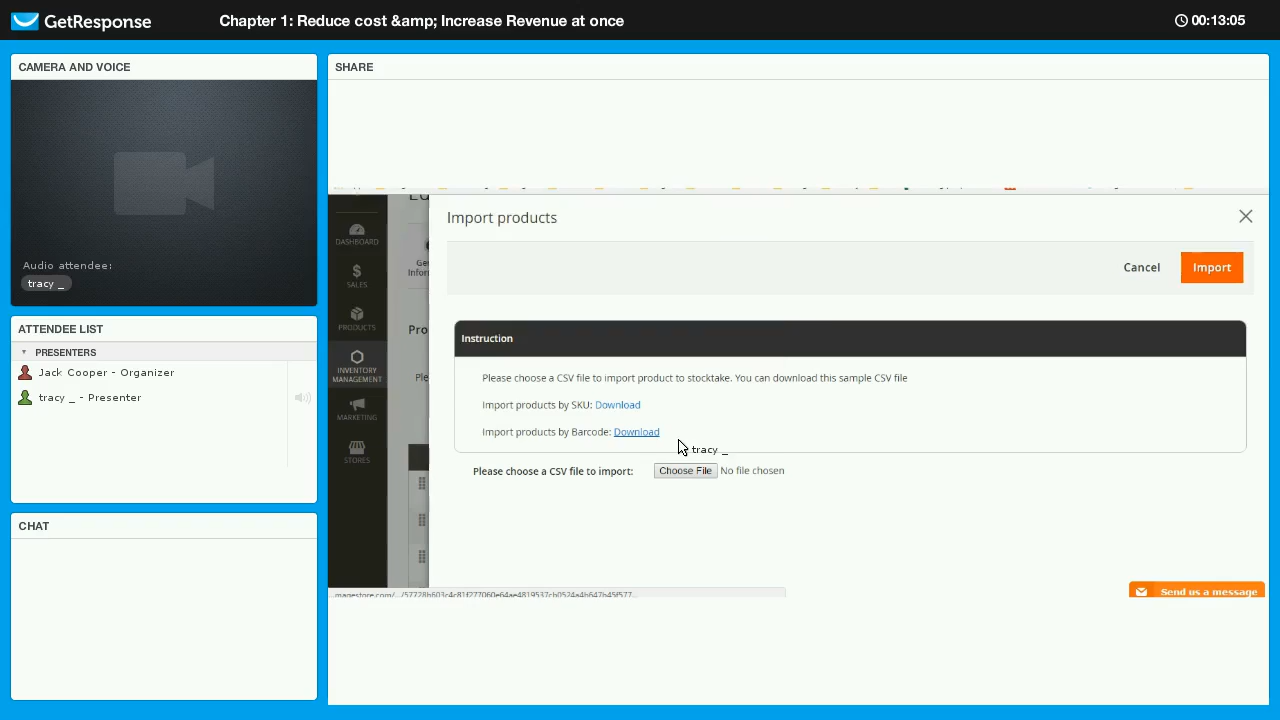 GetResponse
Chapter 1: Reduce cost &amp; Increase Revenue at once
00:13:05
CAMERA AND VOICE
Audio attendee:
tracy _
ATTENDEE LIST
PRESENTERS
Jack Cooper - Organizer
tracy _ - Presenter
CHAT
SHARE
DASHBOARD
SALES
PRODUCTS
INVENTORY
MANAGEMENT
MARKETING
STORES
Pro
Import products
Cancel
Import
Instruction
Please choose a CSV file to import product to stocktake. You can download this sample CSV file
Import products by SKU: Download
Import products by Barcode: Download
tracy _
Please choose a CSV file to import:
Choose File No file chosen
Send us a message